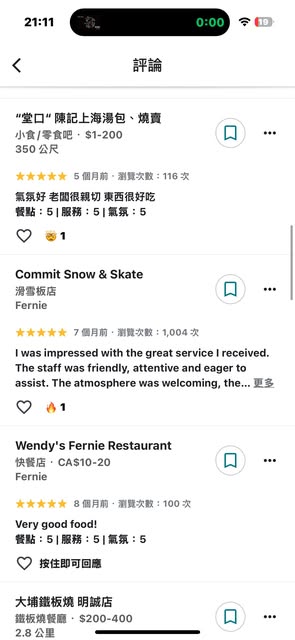 21:11
0:00
19
評論
“堂口“ 陳記上海湯包、燒賣
小食/零食吧 · $1-200
350 公尺
5 個月前 · 瀏覽次數：116 次
氣氛好 老闆很親切 東西很好吃
餐點：5 | 服務：5 | 氣氛：5
🤯 1
Commit Snow & Skate
滑雪板店
Fernie
7 個月前 · 瀏覽次數：1,004 次
I was impressed with the great service I received.
The staff was friendly, attentive and eager to
assist. The atmosphere was welcoming, the... 更多
🔥 1
Wendy's Fernie Restaurant
快餐店 · CA$10-20
Fernie
8 個月前 · 瀏覽次數：100 次
Very good food!
餐點：5 | 服務：5 | 氣氛：5
按住即可回應
大埔鐵板燒 明誠店
鐵板燒餐廳 · $200-400
2.8 公里